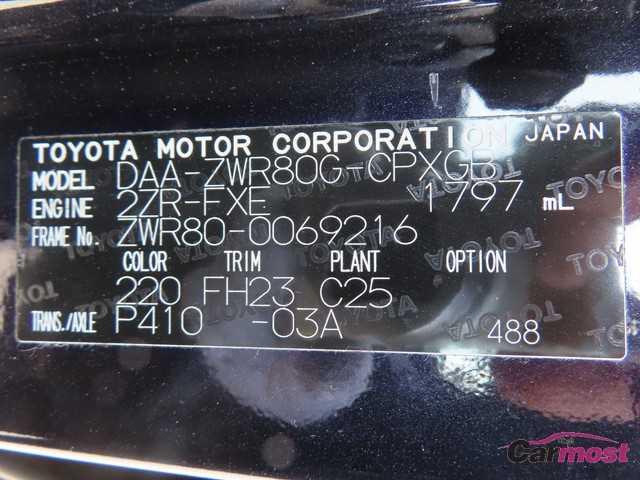 TOYOTA MOTOR CORPORATION JAPAN
MODEL DAA-ZWR80G-CPXGB
ENGINE 2ZR-FXE 1797 mL
FRAME No. ZWR80-0069216
COLOR TRIM PLANT OPTION
220 FH23 C25
TRANS./AXLE P410 -03A 488
Carmost